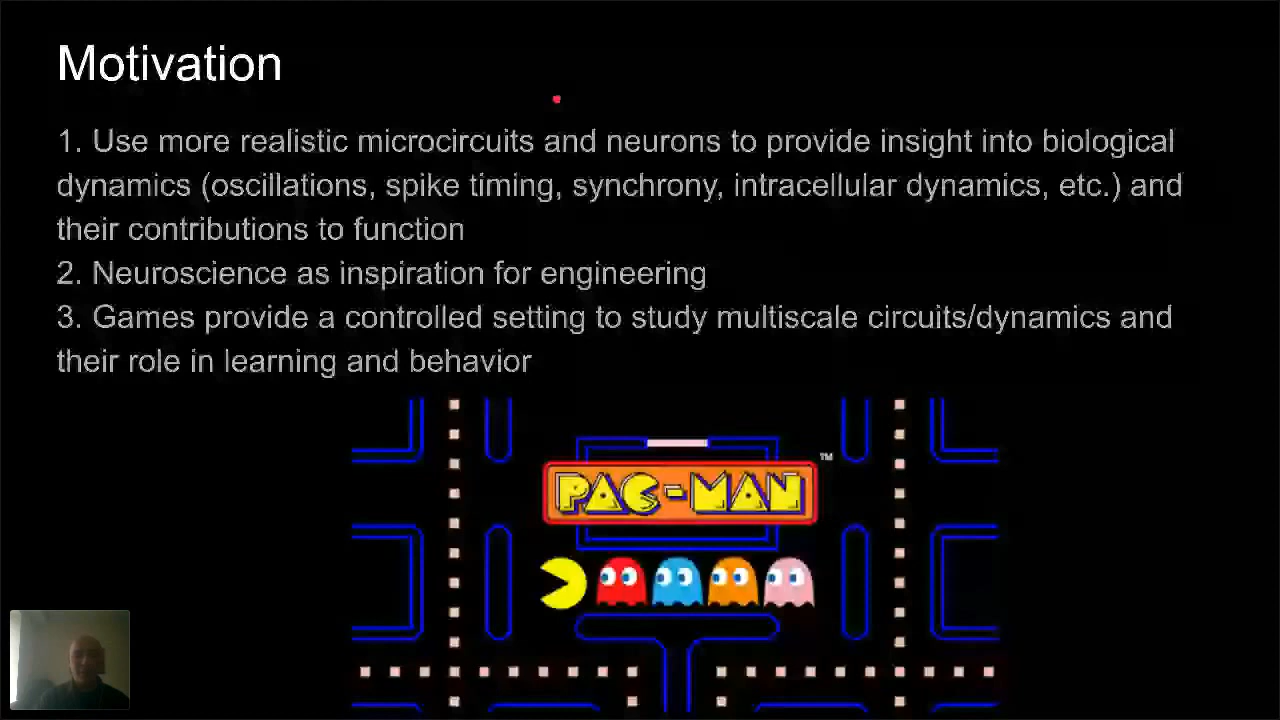 Motivation
1. Use more realistic microcircuits and neurons to provide insight into biological
dynamics (oscillations, spike timing, synchrony, intracellular dynamics, etc.) and
their contributions to function
2. Neuroscience as inspiration for engineering
3. Games provide a controlled setting to study multiscale circuits/dynamics and
their role in learning and behavior
PAC-MAN™